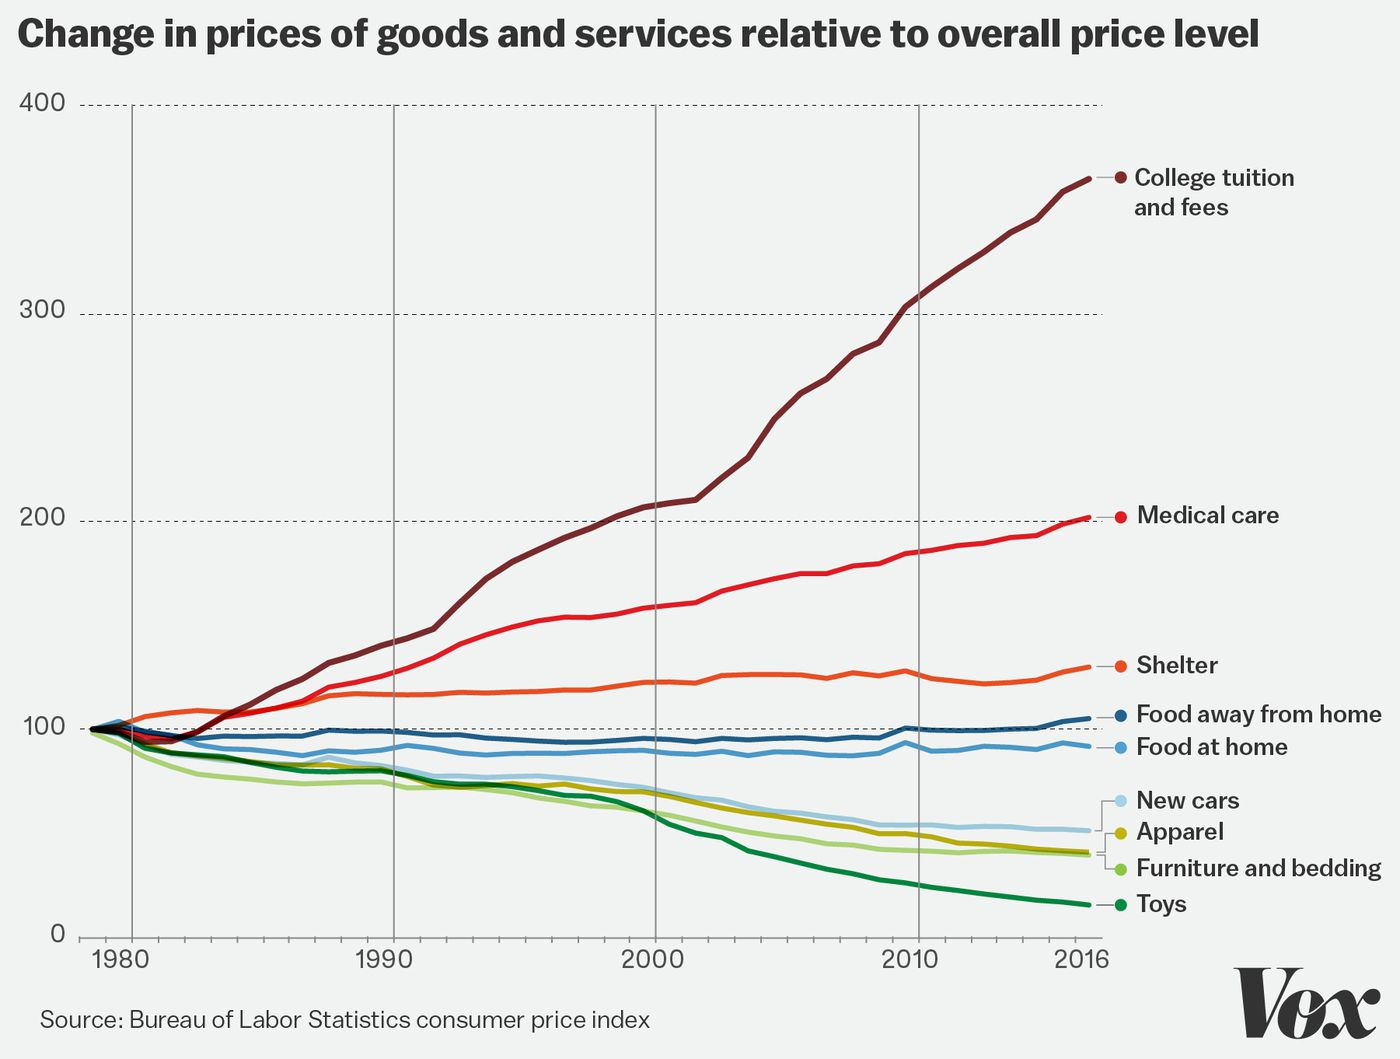 Change in prices of goods and services relative to overall price level
400
300
200
100
0
College tuition
and fees
Medical care
Shelter
Food away from home
Food at home
New cars
Apparel
Furniture and bedding
Toys
1980 1990 2000 2010 2016
Source: Bureau of Labor Statistics consumer price index
Vox